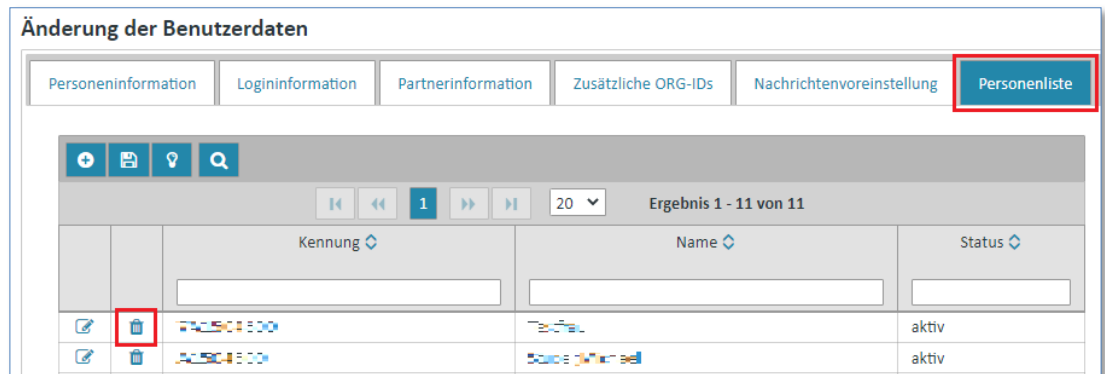 Änderung der Benutzerdaten
Personeninformation Logininformation Partnerinformation Zusätzliche ORG-IDs Nachrichtenvoreinstellung Personenliste
1 20 Ergebnis 1 - 11 von 11
Kennung Name Status
aktiv
aktiv